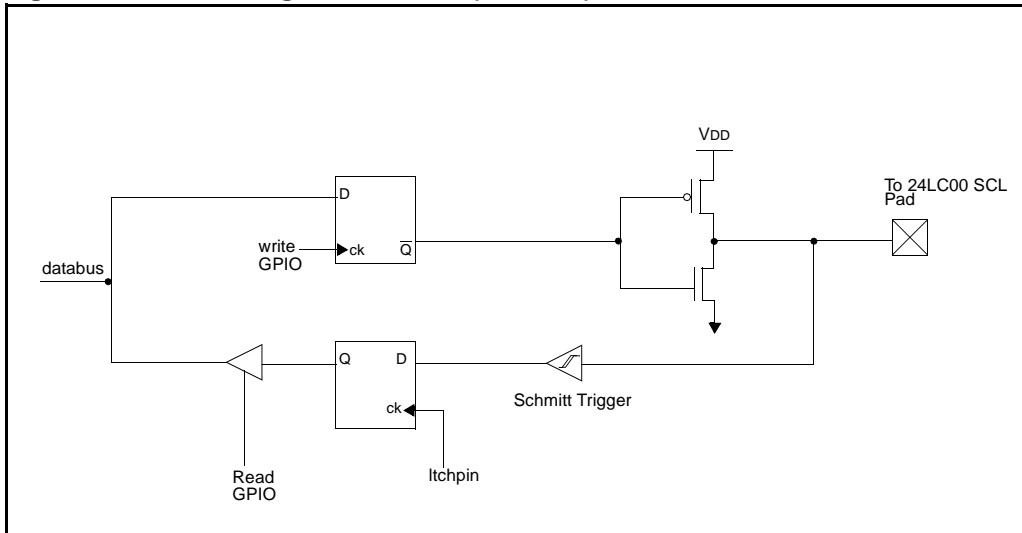 VDD
To 24LC00 SCL
Pad
D
write
GPIO
ck
Q
databus
Q
D
Schmitt Trigger
ck
Read
GPIO
ltchpin